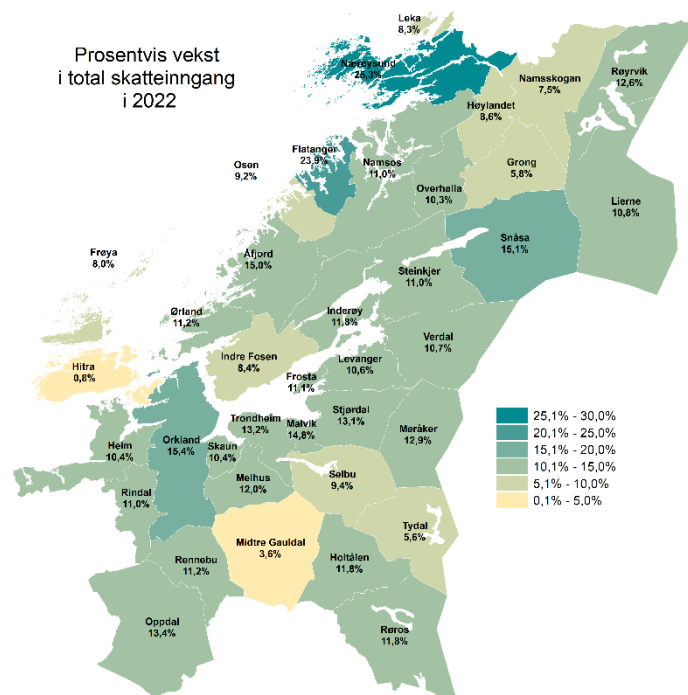 Prosentvis vekst
i total skatteinngang
i 2022
Leka
8,3%
Nærøysund
25,3%
Namsskogan
7,5%
Røyrvik
12,6%
Høylandet
8,6%
Flatanger
23,9%
Osen
9,2%
Namsos
11,0%
Grong
5,8%
Overhalla
10,3%
Lierne
10,8%
Snåsa
15,1%
Frøya
8,0%
Åfjord
15,0%
Steinkjer
11,0%
Ørland
11,2%
Inderøy
11,8%
Verdal
10,7%
Indre Fosen
8,4%
Levanger
10,6%
Hitra
0,8%
Frosta
11,1%
Trondheim
13,2%
Malvik
14,8%
Stjørdal
13,1%
Meråker
12,9%
Heim
10,4%
Orkland
15,4%
Skaun
10,4%
Melhus
12,0%
Selbu
9,4%
Rindal
11,0%
Tydal
5,6%
Midtre Gauldal
3,6%
Rennebu
11,2%
Holtålen
11,8%
Oppdal
13,4%
Røros
11,8%
25,1% - 30,0%
20,1% - 25,0%
15,1% - 20,0%
10,1% - 15,0%
5,1% - 10,0%
0,1% - 5,0%